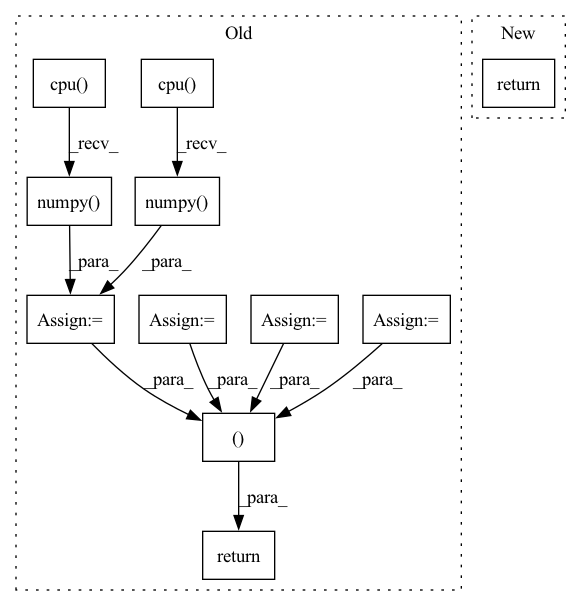 Old
New
cpu()
cpu()
return
_recv_
_recv_
numpy()
numpy()
_para_
_para_
Assign:=
Assign:=
Assign:=
Assign:=
_para_
_para_
_para_
_para_
()
_para_
return